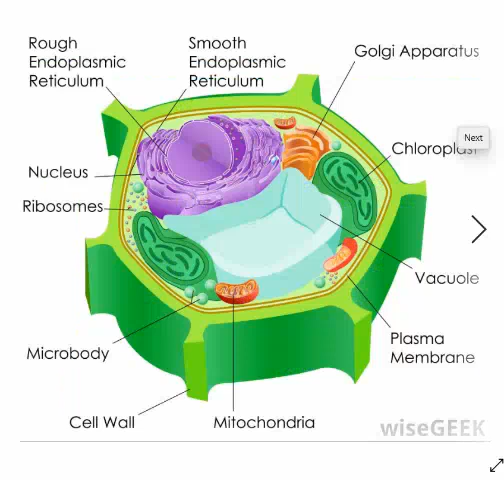 Rough
Endoplasmic
Reticulum
Smooth
Endoplasmic
Reticulum
Golgi Apparatus
Next
Chloroplast
Nucleus
Ribosomes
Vacuole
Plasma
Membrane
Microbody
Cell Wall
Mitochondria
wiseGEEK